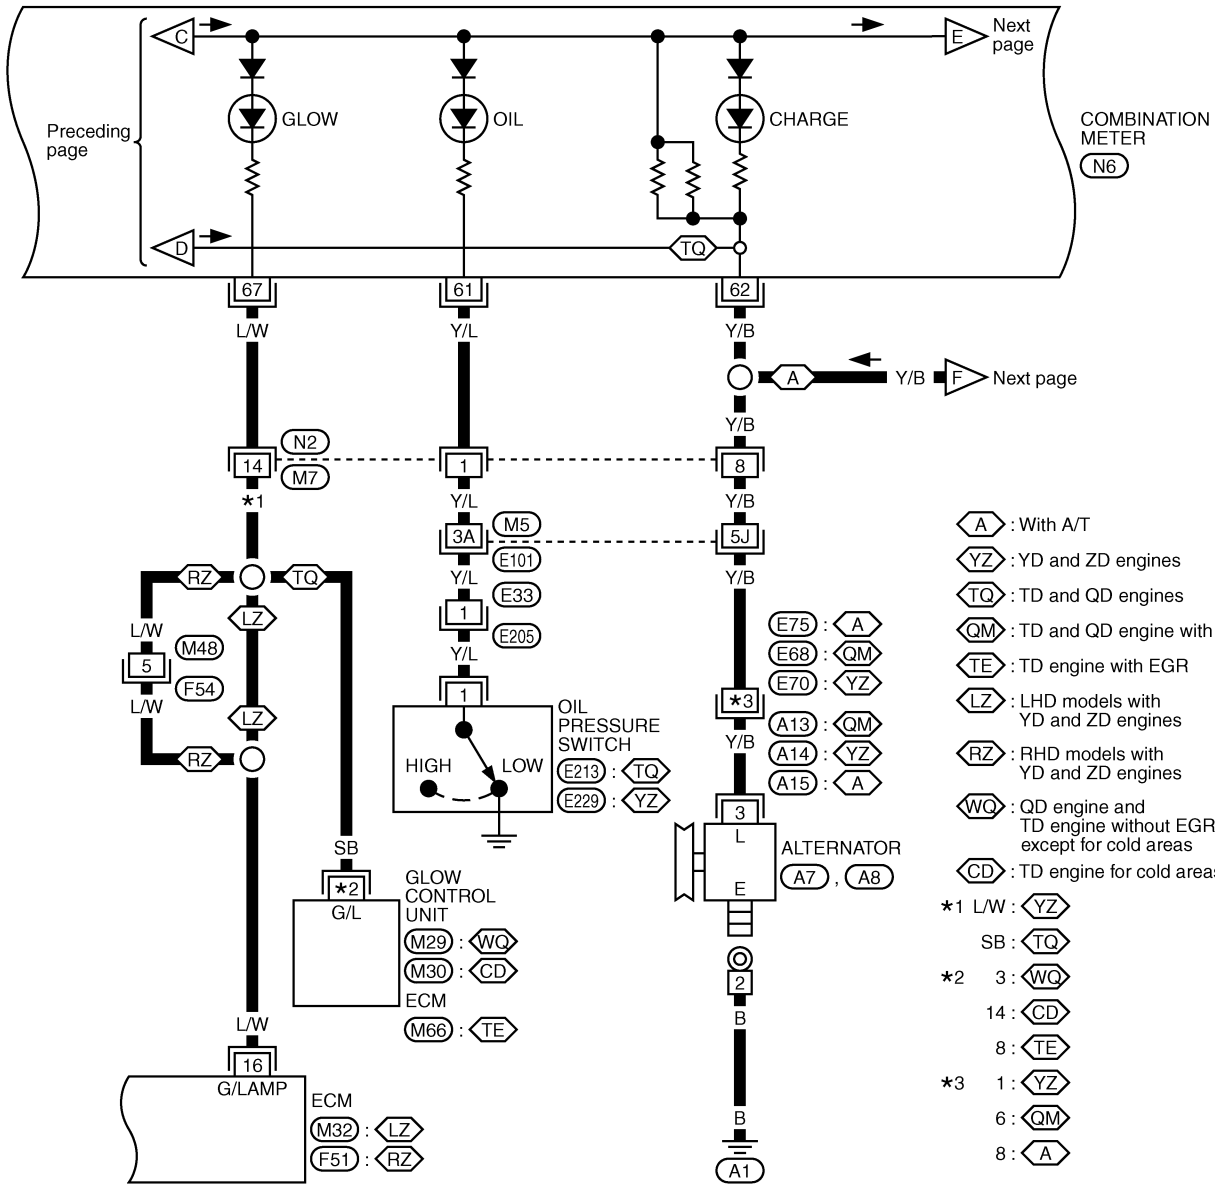 C
E
Next
page
Preceding
page
GLOW
OIL
CHARGE
COMBINATION
METER
N6
D
TQ
67
61
62
L/W
Y/L
Y/B
A
Y/B
F
Next page
Y/B
N2
14
1
8
M7
*1
Y/L
Y/B
M5
3A
5J
E101
Y/L
Y/B
RZ
TQ
E33
1
E205
LZ
L/W
M48
5
F54
L/W
Y/L
1
LZ
RZ
OIL
PRESSURE
SWITCH
HIGH
LOW
E213 : TQ
E229 : YZ
E75 : A
E68 : QM
E70 : YZ
*3
A13 : QM
Y/B
A14 : YZ
A15 : A
3
L
ALTERNATOR
A7 , A8
E
2
B
B
A1
SB
*2
G/L
GLOW
CONTROL
UNIT
M29 : WQ
M30 : CD
ECM
M66 : TE
L/W
16
G/LAMP
ECM
M32 : LZ
F51 : RZ
A : With A/T
YZ : YD and ZD engines
TQ : TD and QD engines
QM : TD and QD engine with
TE : TD engine with EGR
LZ : LHD models with
YD and ZD engines
RZ : RHD models with
YD and ZD engines
WQ : QD engine and
TD engine without EGR
except for cold areas
CD : TD engine for cold areas
*1 L/W : YZ
SB : TQ
*2 3 : WQ
14 : CD
8 : TE
*3 1 : YZ
6 : QM
8 : A